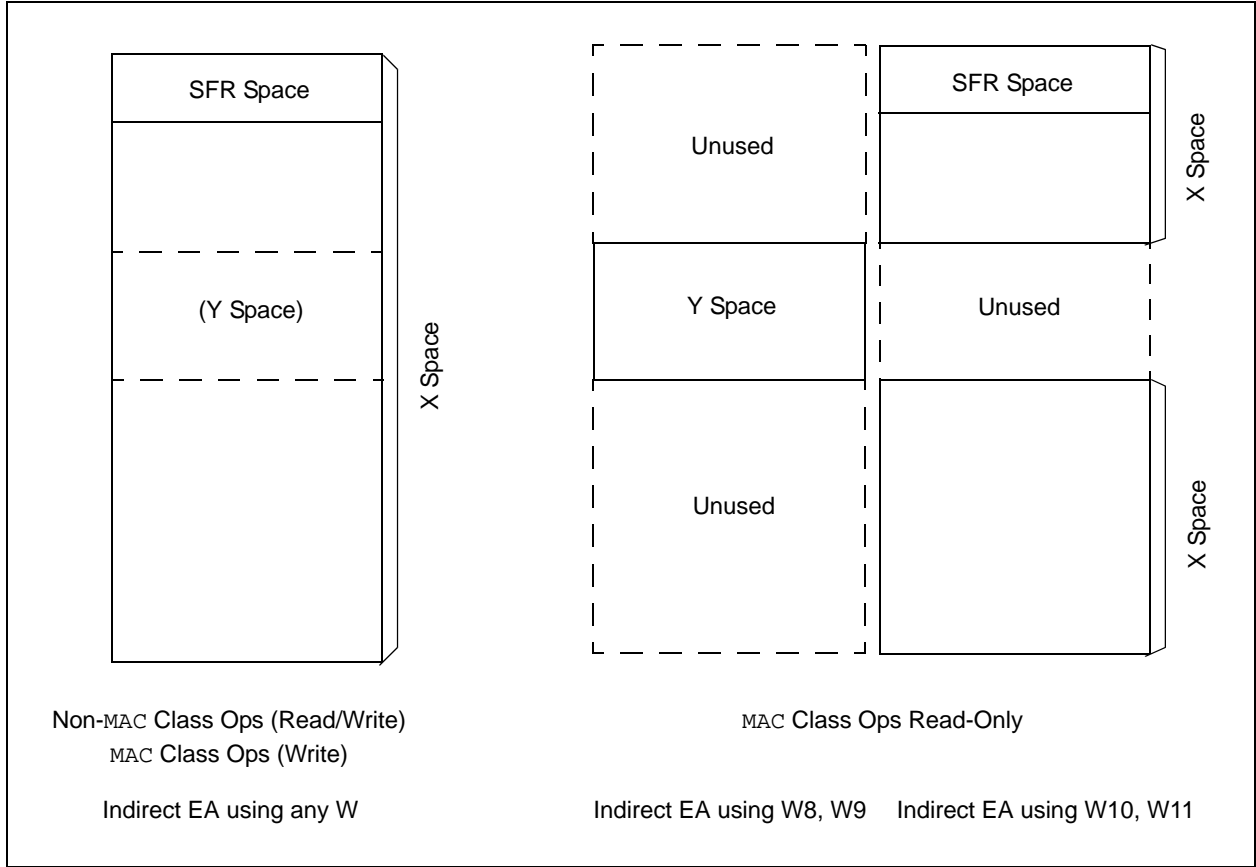 SFR Space
(Y Space)
X Space
Non-MAC Class Ops (Read/Write)
MAC Class Ops (Write)
Indirect EA using any W
Unused
Y Space
Unused
SFR Space
X Space
Unused
X Space
MAC Class Ops Read-Only
Indirect EA using W8, W9
Indirect EA using W10, W11